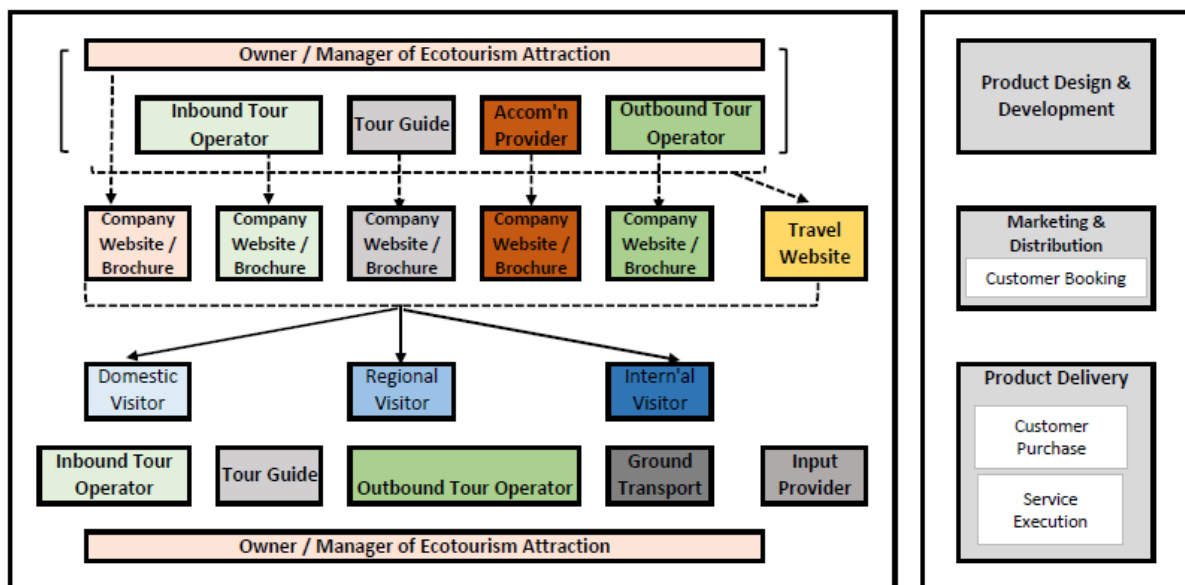 Owner / Manager of Ecotourism Attraction
Inbound Tour
Operator
Tour Guide
Accom'n
Provider
Outbound Tour
Operator
Company
Website /
Brochure
Company
Website /
Brochure
Company
Website /
Brochure
Company
Website /
Brochure
Company
Website /
Brochure
Travel
Website
Domestic
Visitor
Regional
Visitor
Intern'al
Visitor
Inbound Tour
Operator
Tour Guide
Outbound Tour Operator
Ground
Transport
Input
Provider
Owner / Manager of Ecotourism Attraction
Product Design &
Development
Marketing &
Distribution
Customer Booking
Product Delivery
Customer
Purchase
Service
Execution